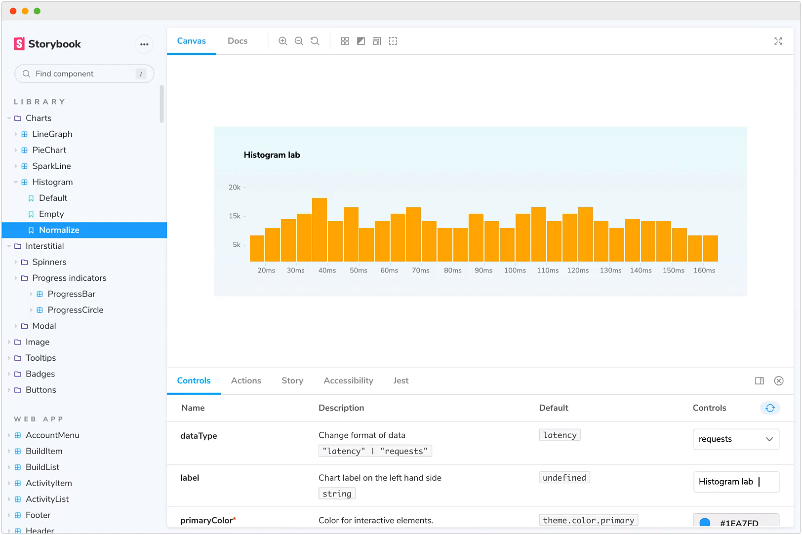 Storybook
Find component /
LIBRARY
Charts
LineGraph
PieChart
SparkLine
Histogram
Default
Empty
Normalize
Interstitial
Spinners
Progress indicators
ProgressBar
ProgressCircle
Modal
Image
Tooltips
Badges
Buttons
WEB APP
AccountMenu
BuildItem
BuildList
ActivityItem
ActivityList
Footer
Header
Canvas Docs
Histogram lab
20k
15k
5k
20ms 30ms 40ms 60ms 70ms 80ms 90ms 100ms 110ms 120ms 130ms 140ms 150ms 160ms
Controls Actions Story Accessibility Jest
Name Description Default Controls
dataType Change format of data latency requests
"latency" | "requests"
label Chart label on the left hand side undefined Histogram lab
string
primaryColor* Color for interactive elements. theme.color.primary #1EA7FD